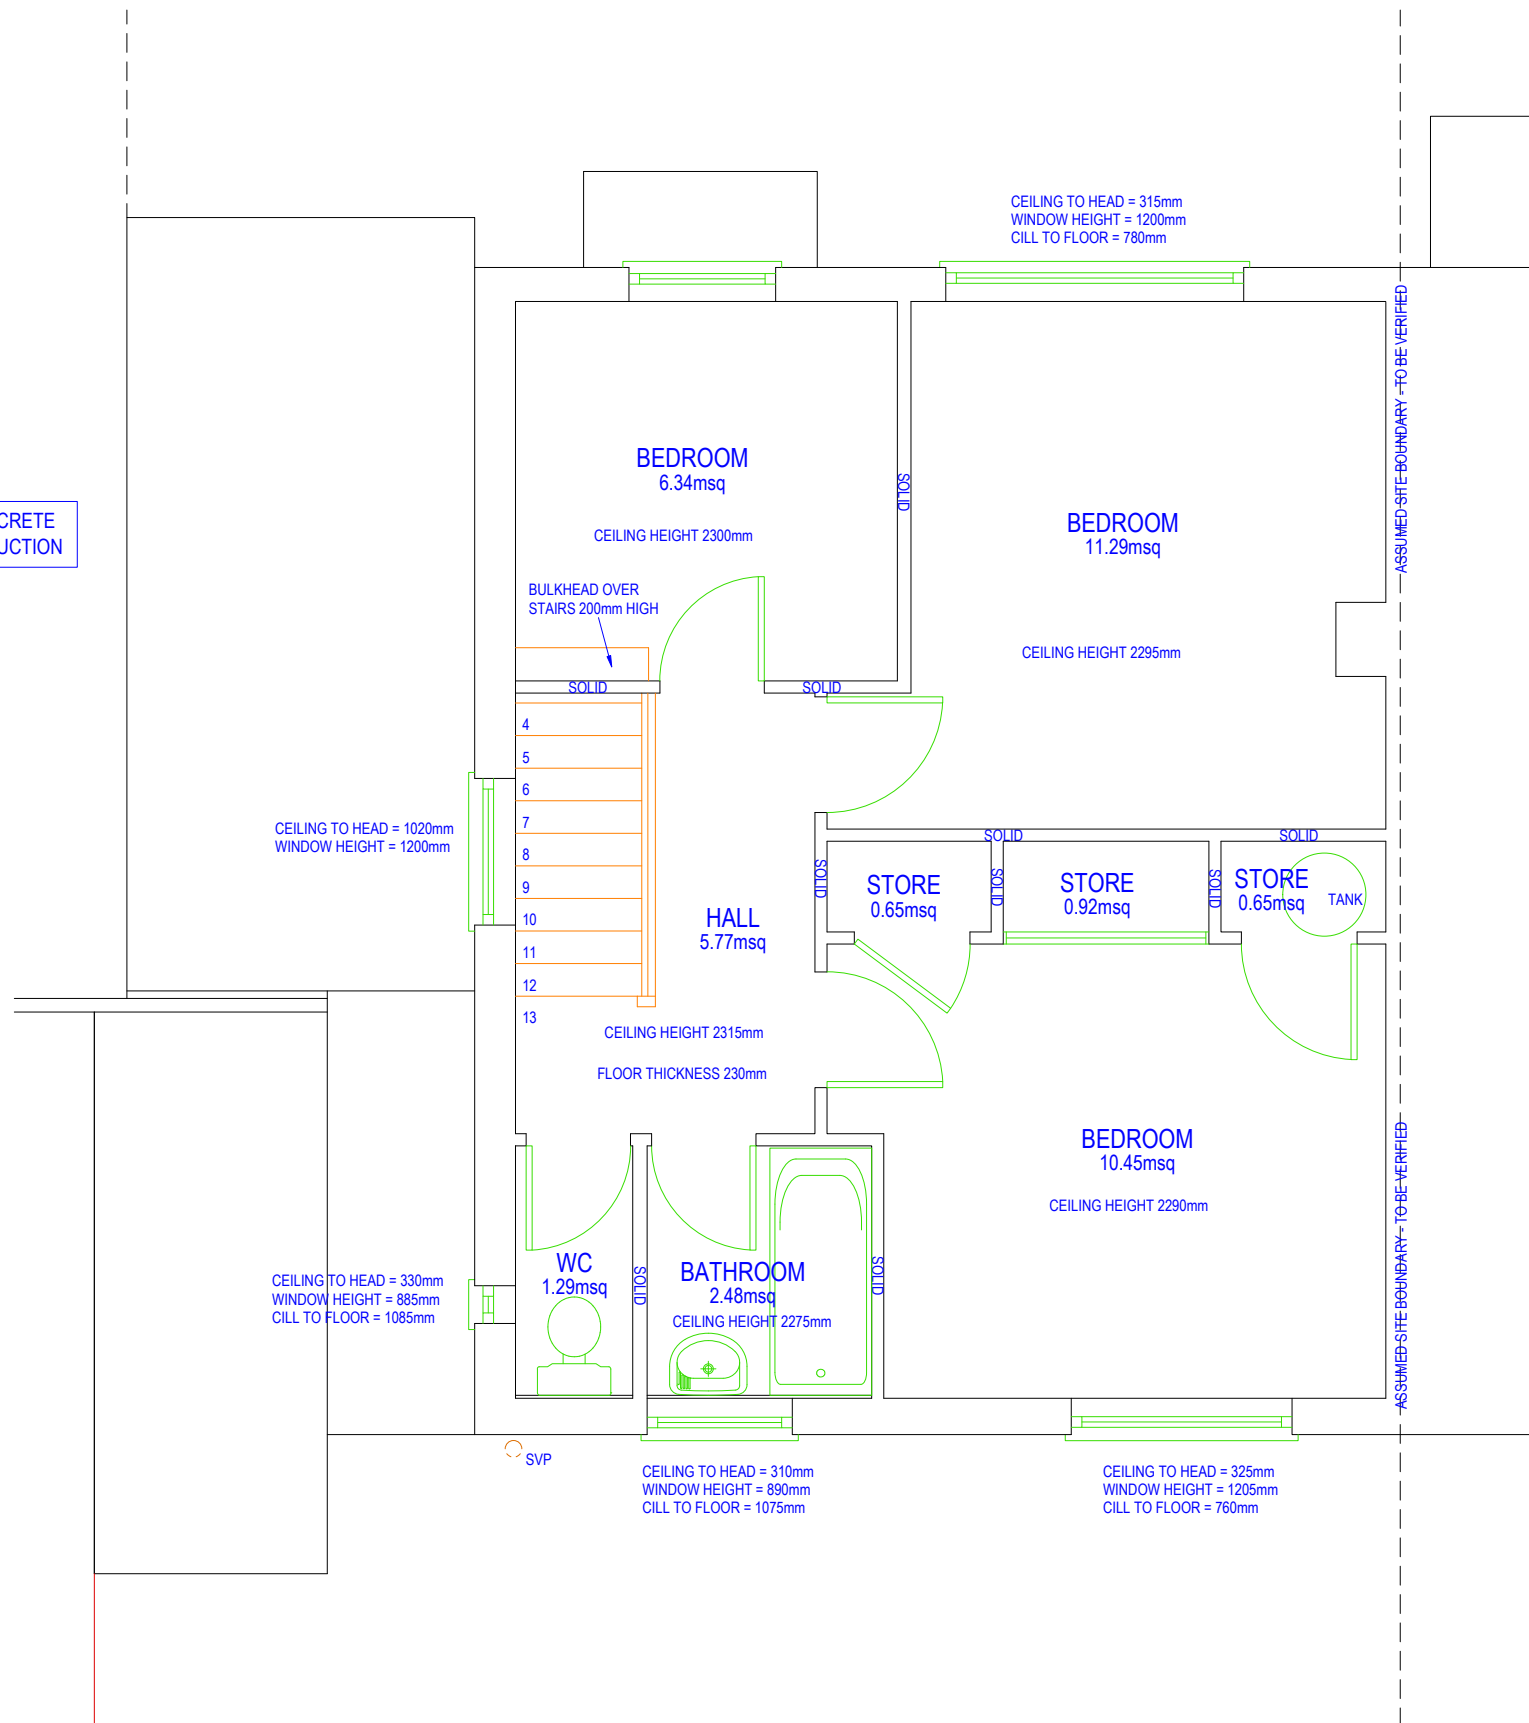 CEILING TO HEAD = 315mm
WINDOW HEIGHT = 1200mm
CILL TO FLOOR = 780mm
ASSUMED SITE BOUNDARY - TO BE VERIFIED
BEDROOM
6.34msq
SOLID
CEILING HEIGHT 2300mm
CRETE
UCTION
BEDROOM
11.29msq
BULKHEAD OVER
STAIRS 200mm HIGH
CEILING HEIGHT 2295mm
SOLID
SOLID
4
5
6
7
8
9
10
11
12
13
CEILING TO HEAD = 1020mm
WINDOW HEIGHT = 1200mm
SOLID
SOLID
SOLID
SOLID
SOLID
STORE
0.65msq
STORE
0.92msq
STORE
0.65msq
TANK
HALL
5.77msq
CEILING HEIGHT 2315mm
FLOOR THICKNESS 230mm
BEDROOM
10.45msq
CEILING HEIGHT 2290mm
ASSUMED SITE BOUNDARY - TO BE VERIFIED
WC
1.29msq
SOLID
BATHROOM
2.48msq
CEILING HEIGHT 2275mm
SOLID
CEILING TO HEAD = 330mm
WINDOW HEIGHT = 885mm
CILL TO FLOOR = 1085mm
SVP
CEILING TO HEAD = 310mm
WINDOW HEIGHT = 890mm
CILL TO FLOOR = 1075mm
CEILING TO HEAD = 325mm
WINDOW HEIGHT = 1205mm
CILL TO FLOOR = 760mm